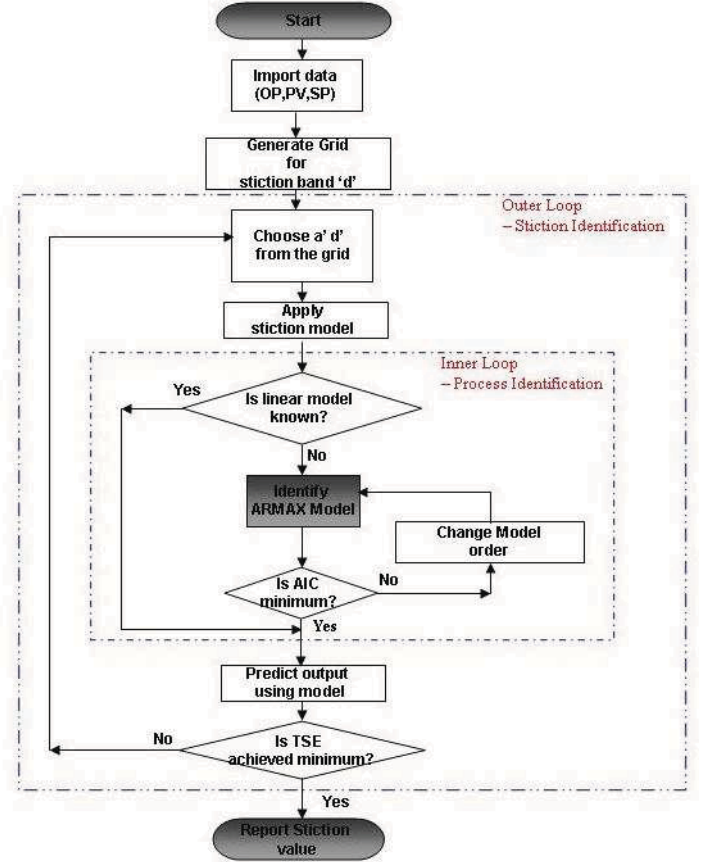 Start
Import data
(OP,PV,SP)
Generate Grid
for
stiction band 'd'
Outer Loop
– Stiction Identification
Choose a' d'
from the grid
Apply
stiction model
Inner Loop
– Process Identification
Yes
Is linear model
known?
No
Identify
ARMAX Model
Change Model
order
Is AIC
minimum?
No
Yes
Predict output
using model
No
Is TSE
achieved minimum?
Yes
Report Stiction
value